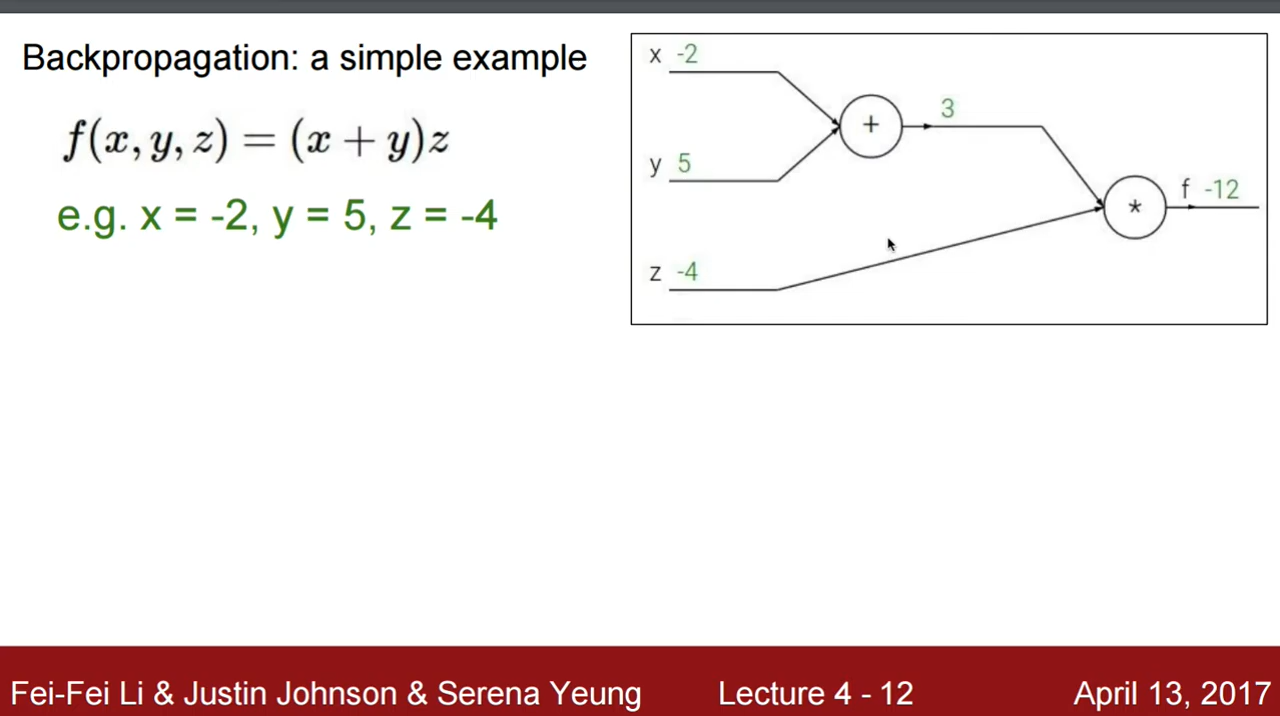 Backpropagation: a simple example
f(x, y, z) = (x + y)z
e.g. x = -2, y = 5, z = -4
x -2
+
3
y 5
f -12
*
z -4
Fei-Fei Li & Justin Johnson & Serena Yeung
Lecture 4 - 12
April 13, 2017